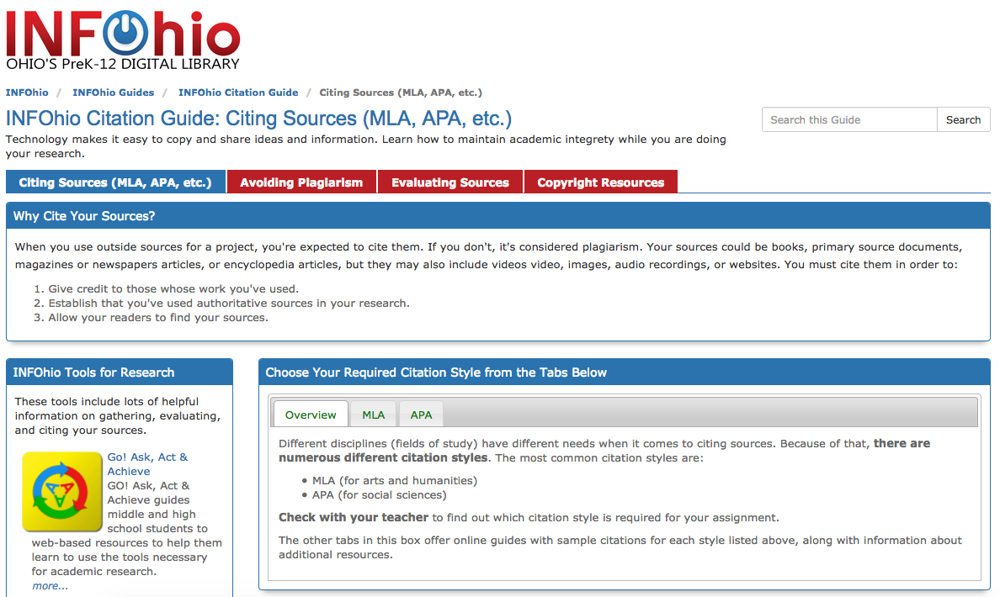 INFOhio
OHIO'S PreK-12 DIGITAL LIBRARY
INFOhio / INFOhio Guides / INFOhio Citation Guide / Citing Sources (MLA, APA, etc.)
INFOhio Citation Guide: Citing Sources (MLA, APA, etc.)
Search this Guide Search
Technology makes it easy to copy and share ideas and information. Learn how to maintain academic integrety while you are doing
your research.
Citing Sources (MLA, APA, etc.) Avoiding Plagiarism Evaluating Sources Copyright Resources
Why Cite Your Sources?
When you use outside sources for a project, you're expected to cite them. If you don't, it's considered plagiarism. Your sources could be books, primary source documents,
magazines or newspapers articles, or encyclopedia articles, but they may also include videos video, images, audio recordings, or websites. You must cite them in order to:
1. Give credit to those whose work you've used.
2. Establish that you've used authoritative sources in your research.
3. Allow your readers to find your sources.
INFOhio Tools for Research
These tools include lots of helpful
information on gathering, evaluating,
and citing your sources.
Go! Ask, Act &
Achieve
GO! Ask, Act &
Achieve guides
middle and high
school students to
web-based resources to help them
learn to use the tools necessary
for academic research.
more...
Choose Your Required Citation Style from the Tabs Below
Overview MLA APA
Different disciplines (fields of study) have different needs when it comes to citing sources. Because of that, there are
numerous different citation styles. The most common citation styles are:
• MLA (for arts and humanities)
• APA (for social sciences)
Check with your teacher to find out which citation style is required for your assignment.
The other tabs in this box offer online guides with sample citations for each style listed above, along with information about
additional resources.